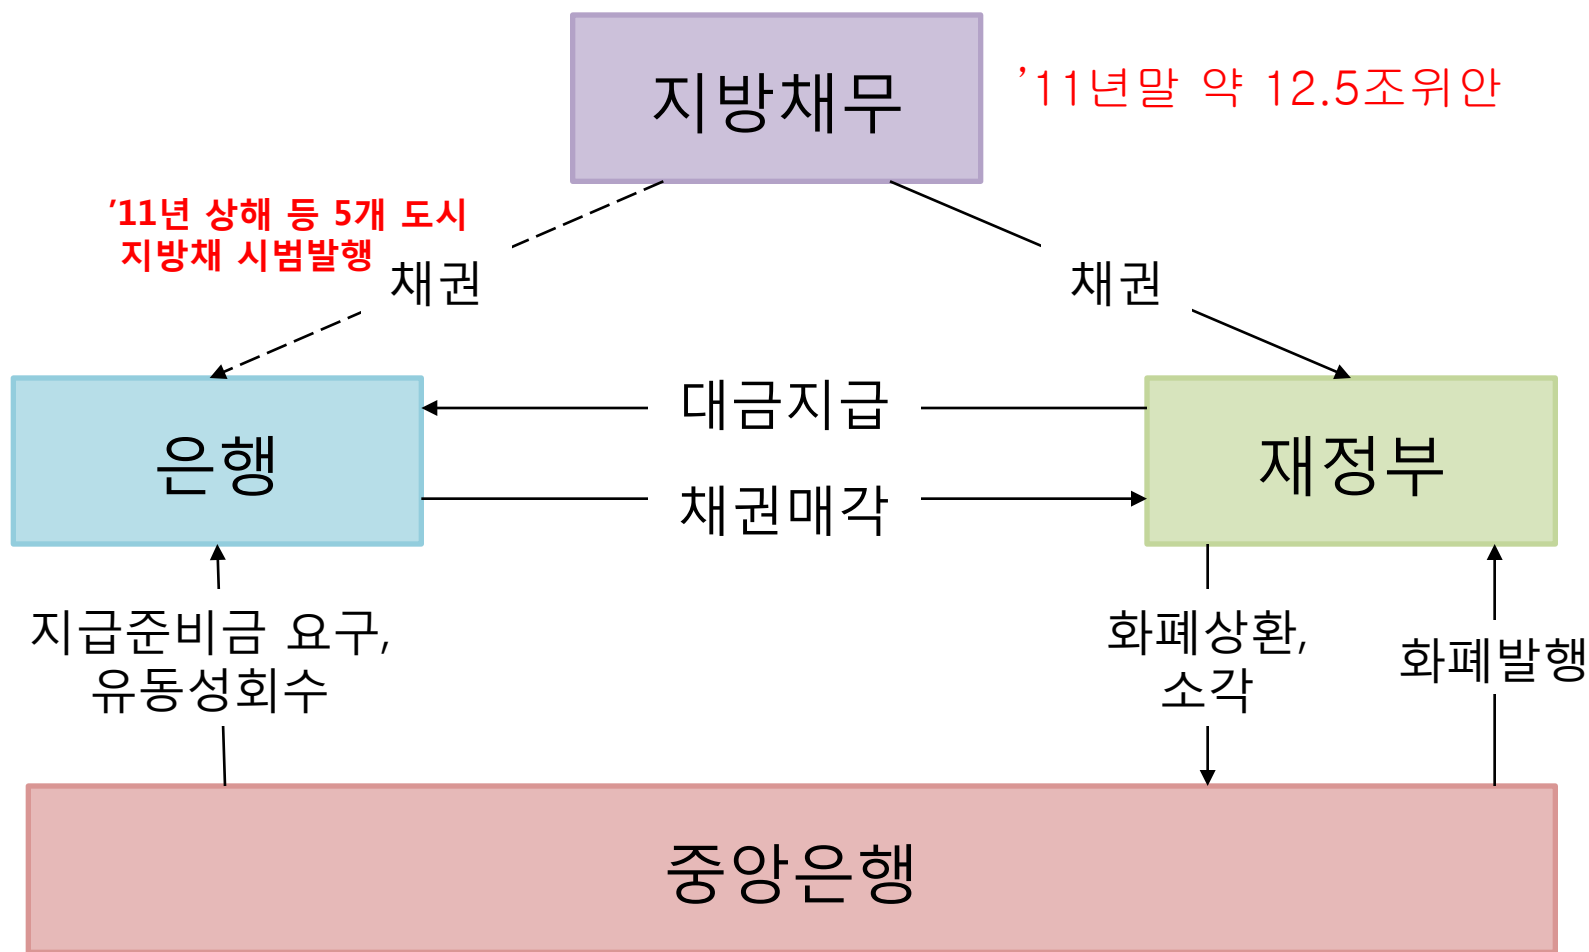 지방채무
’11년말 약 12.5조위안
’11년 상해 등 5개 도시
지방채 시범발행
채권
채권
대금지급
은행
재정부
채권매각
지급준비금 요구,
유동성회수
화폐상환,
소각
화폐발행
중앙은행